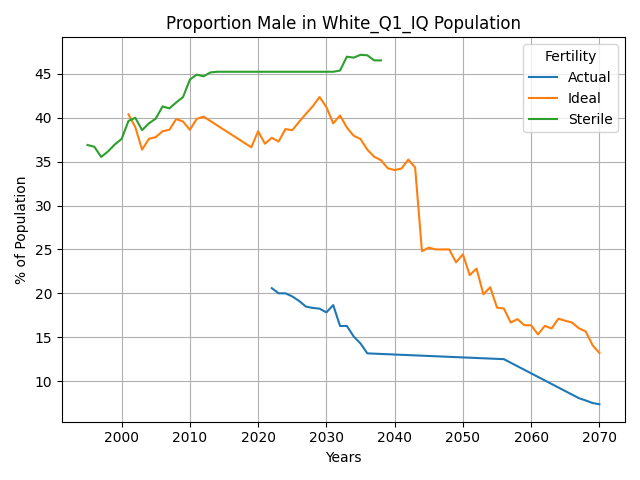 Proportion Male in White_Q1_IQ Population
Fertility
Actual
Ideal
Sterile
% of Population
45
40
35
30
25
20
15
10
2000 2010 2020 2030 2040 2050 2060 2070
Years